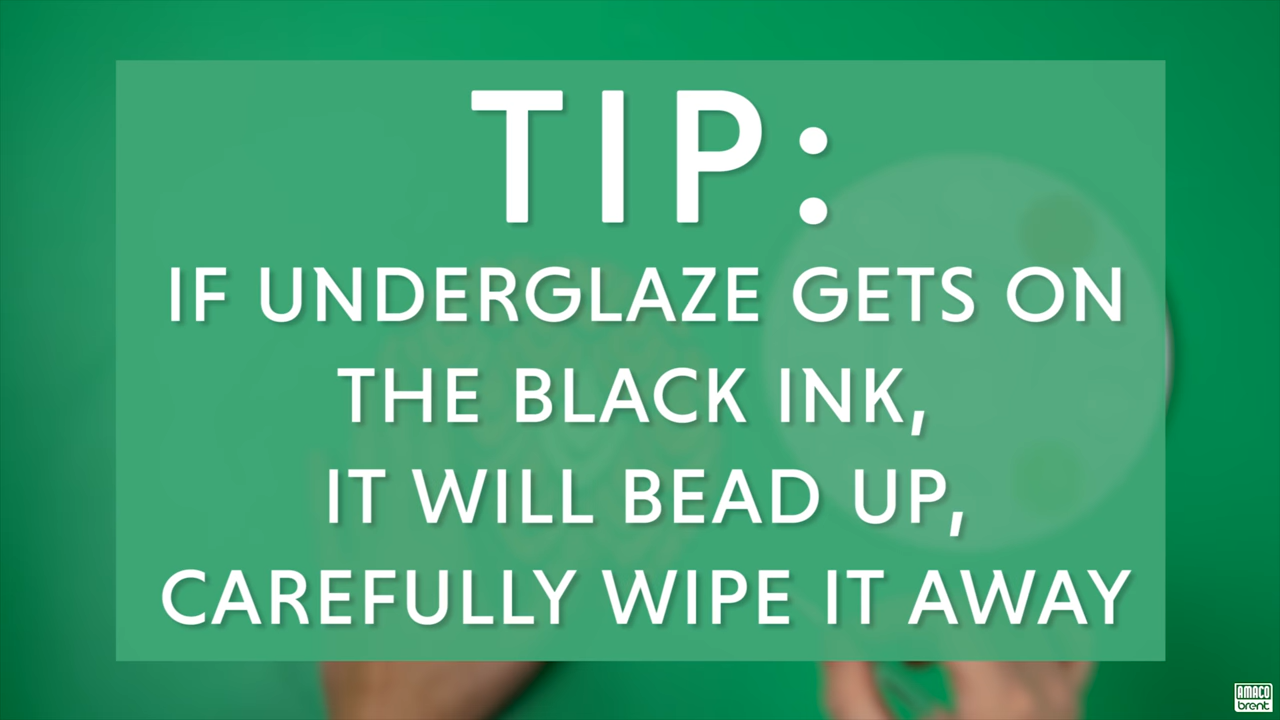 TIP:
IF UNDERGLAZE GETS ON
THE BLACK INK,
IT WILL BEAD UP,
CAREFULLY WIPE IT AWAY
AMACO
brent